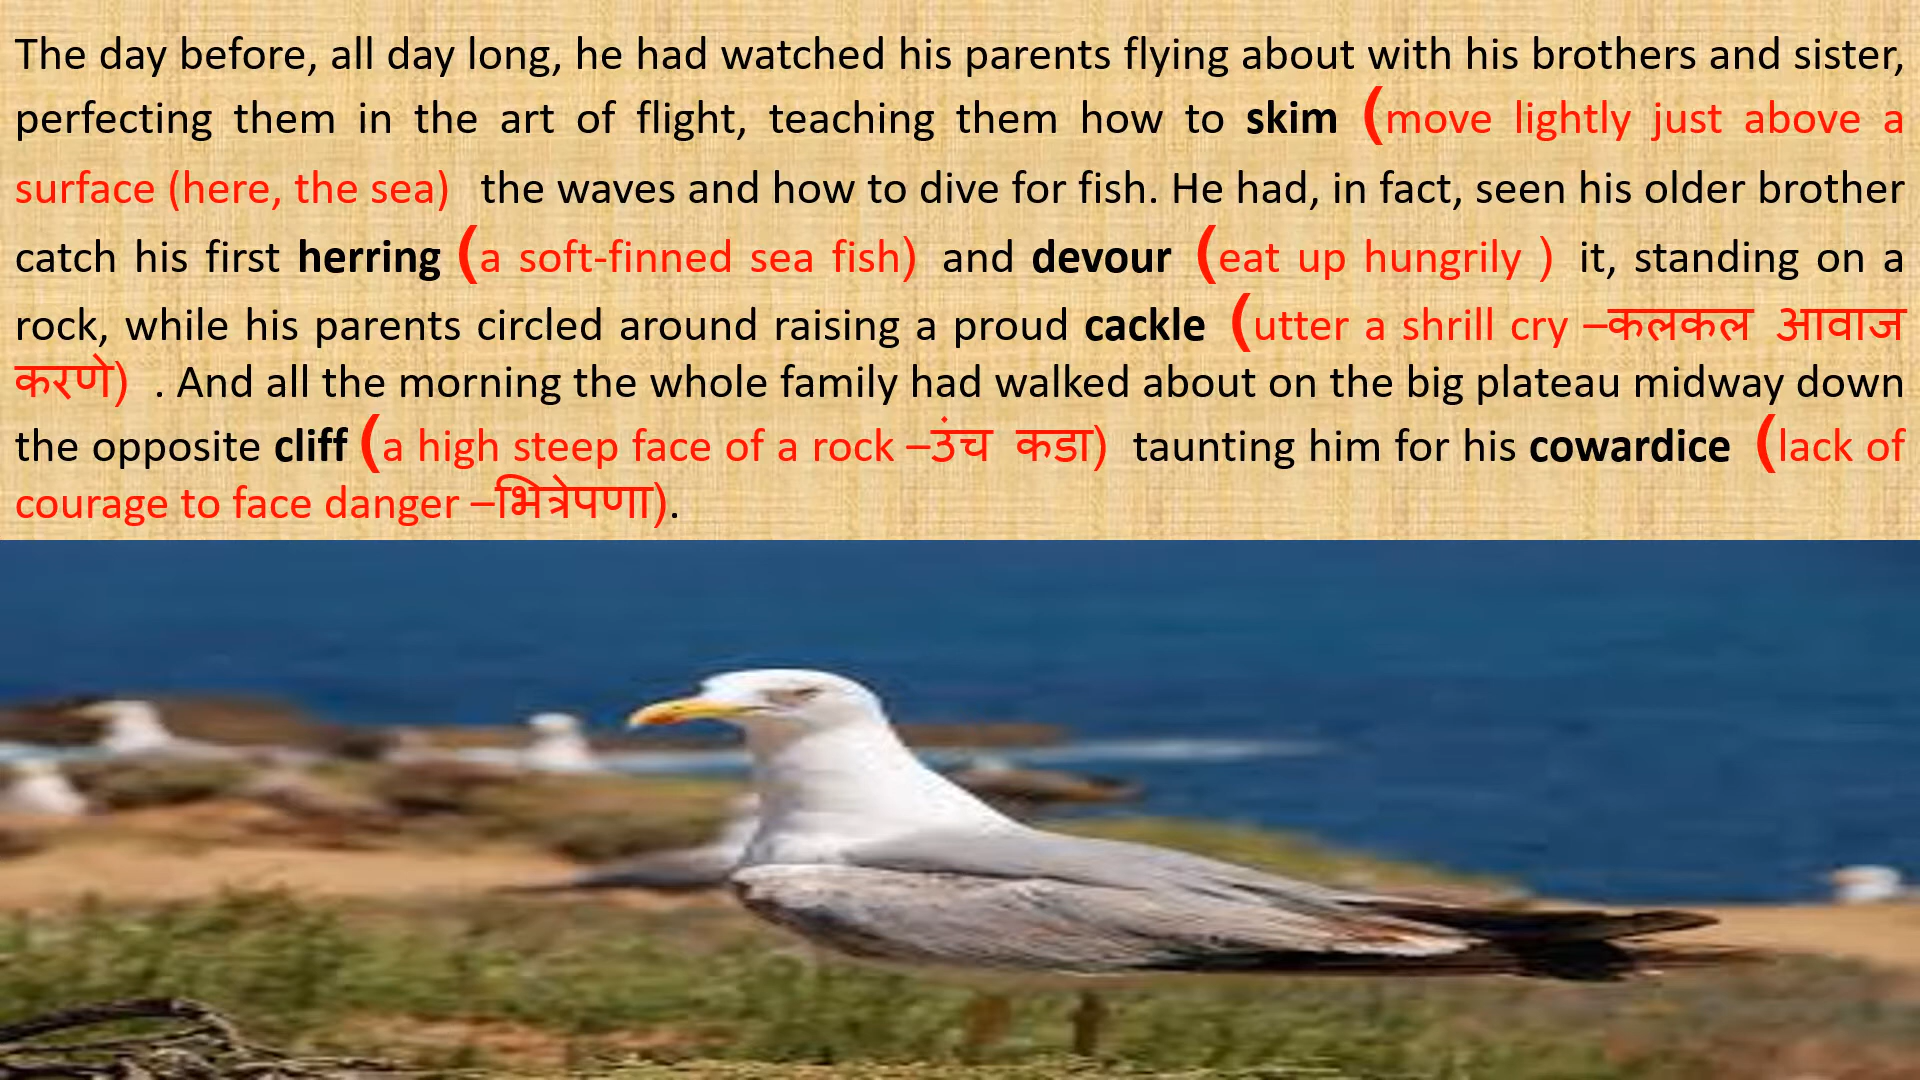 The day before, all day long, he had watched his parents flying about with his brothers and sister,
perfecting them in the art of flight, teaching them how to skim (move lightly just above a
surface (here, the sea) the waves and how to dive for fish. He had, in fact, seen his older brother
catch his first herring (a soft-finned sea fish) and devour (eat up hungrily ) it, standing on a
rock, while his parents circled around raising a proud cackle (utter a shrill cry –कलकल आवाज
करणे) . And all the morning the whole family had walked about on the big plateau midway down
the opposite cliff (a high steep face of a rock –उंच कडा) taunting him for his cowardice (lack of
courage to face danger –भित्रेपणा).